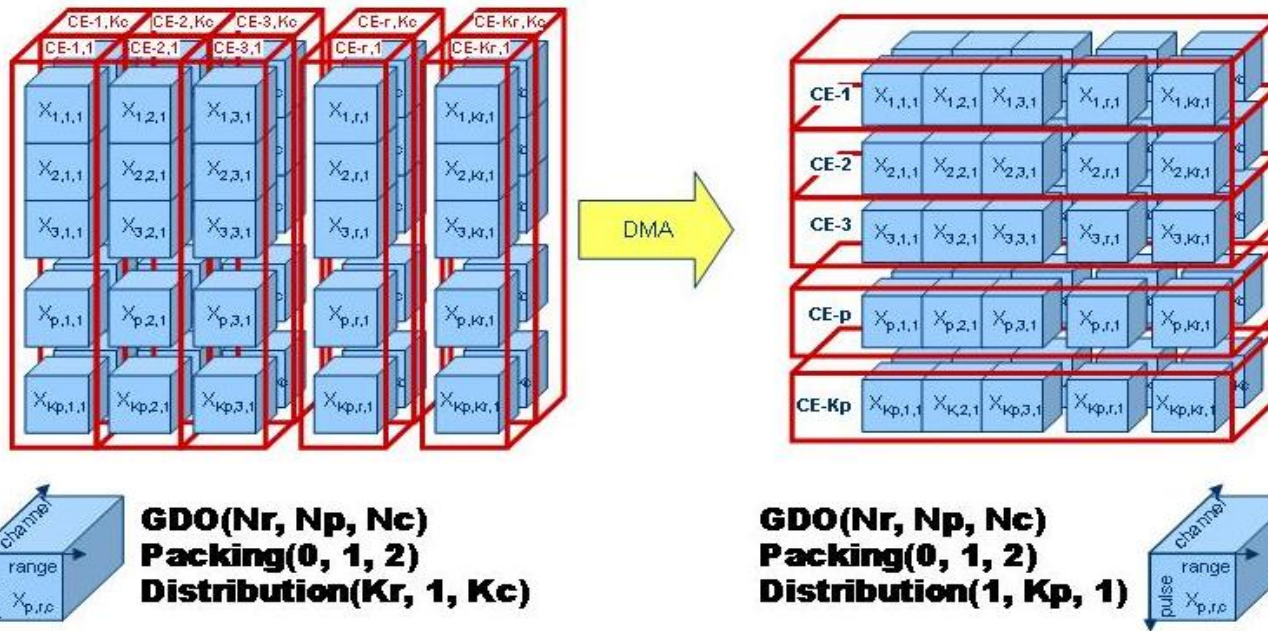 CE-1,Kc CE-2,Kc CE-3,Kc CE-r,Kc CE-Kr,Kc
CE-1,1 CE-2,1 CE-3,1 CE-r,1 CE-Kr,1
X1,1,1 X1,2,1 X1,3,1 X1,r,1 X1,Kr,1
X2,1,1 X2,2,1 X2,3,1 X2,r,1 X2,Kr,1
X3,1,1 X3,2,1 X3,3,1 X3,r,1 X3,Kr,1
Xp,1,1 Xp,2,1 Xp,3,1 Xp,r,1 Xp,Kr,1
XKp,1,1 XKp,2,1 XKp,3,1 XKp,r,1 XKp,Kr,1
DMA
CE-1 X1,1,1 X1,2,1 X1,3,1 X1,r,1 X1,Kr,1
CE-2 X2,1,1 X2,2,1 X2,3,1 X2,r,1 X2,Kr,1
CE-3 X3,1,1 X3,2,1 X3,3,1 X3,r,1 X3,Kr,1
CE-p Xp,1,1 Xp,2,1 Xp,3,1 Xp,r,1 Xp,Kr,1
CE-Kp XKp,1,1 XK,2,1 XKp,3,1 XKp,r,1 XKp,Kr,1
channel
range
Xp,r,c
GDO(Nr, Np, Nc)
Packing(0, 1, 2)
Distribution(Kr, 1, Kc)
GDO(Nr, Np, Nc)
Packing(0, 1, 2)
Distribution(1, Kp, 1)
channel
range
pulse
Xp,r,c